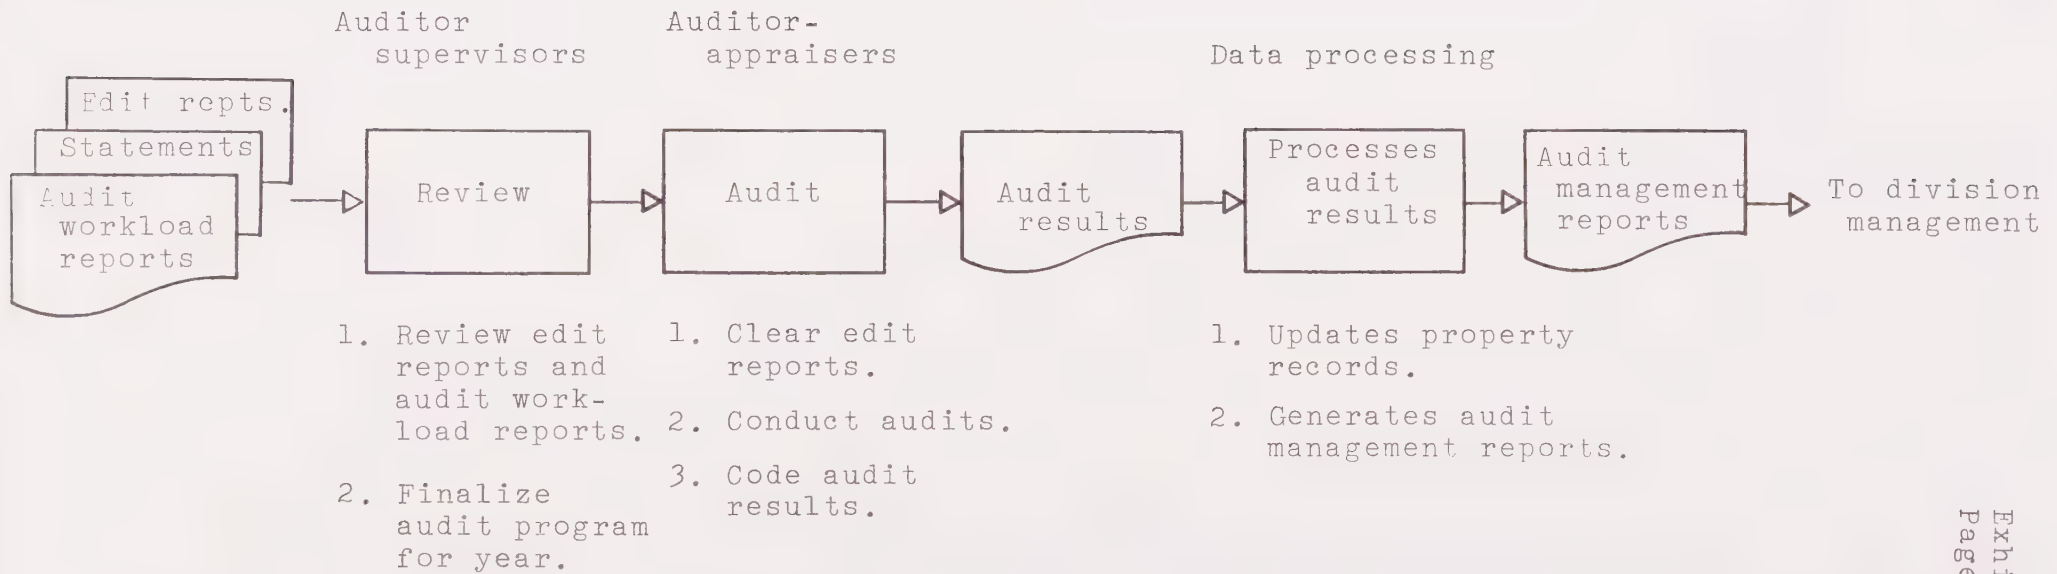 Auditor
supervisors
Auditor-
appraisers
Data processing
Edit repts.
Statements
Audit
workload
reports
Review
Audit
Audit
results
Processes
audit
results
Audit
management
reports
To division
management
1. Review edit
reports and
audit work-
load reports.
2. Finalize
audit program
for year.
1. Clear edit
reports.
2. Conduct audits.
3. Code audit
results.
1. Updates property
records.
2. Generates audit
management reports.
Page